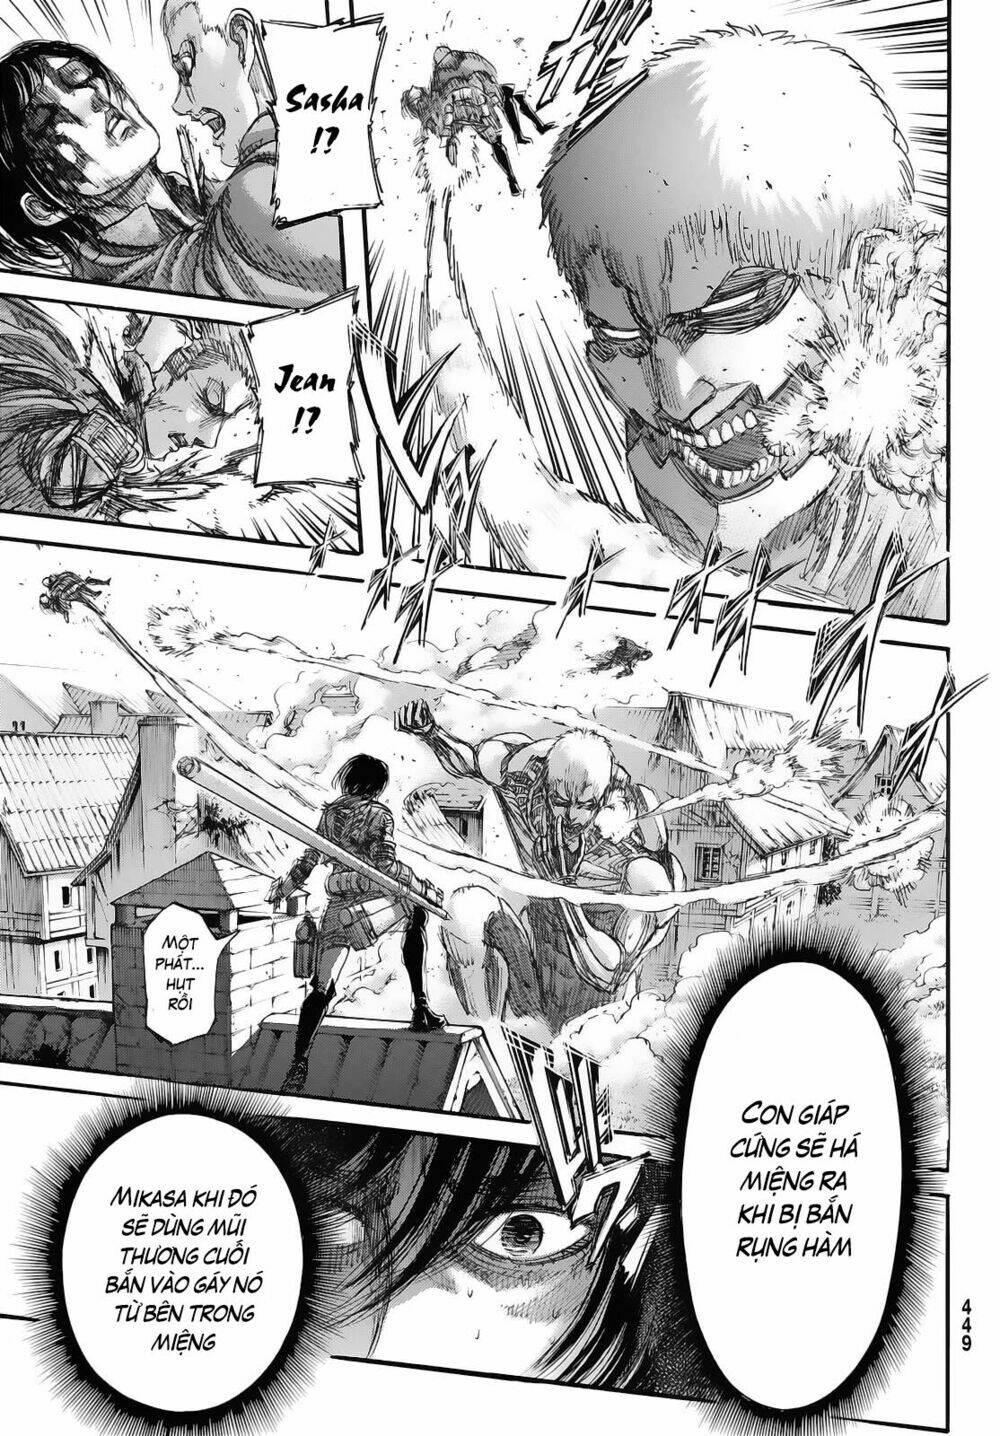 Sasha
!?
Jean
!?
MỘT
PHÁT...
HỤT
RỒI
CON GIÁP
CỨNG SẼ HÁ
MIỆNG RA
KHI BỊ BẮN
RỤNG HÀM
MIKASA KHI ĐÓ
SẼ DÙNG MŨI
THƯƠNG CUỐI
BẮN VÀO GÁY NÓ
TỪ BÊN TRONG
MIỆNG
449